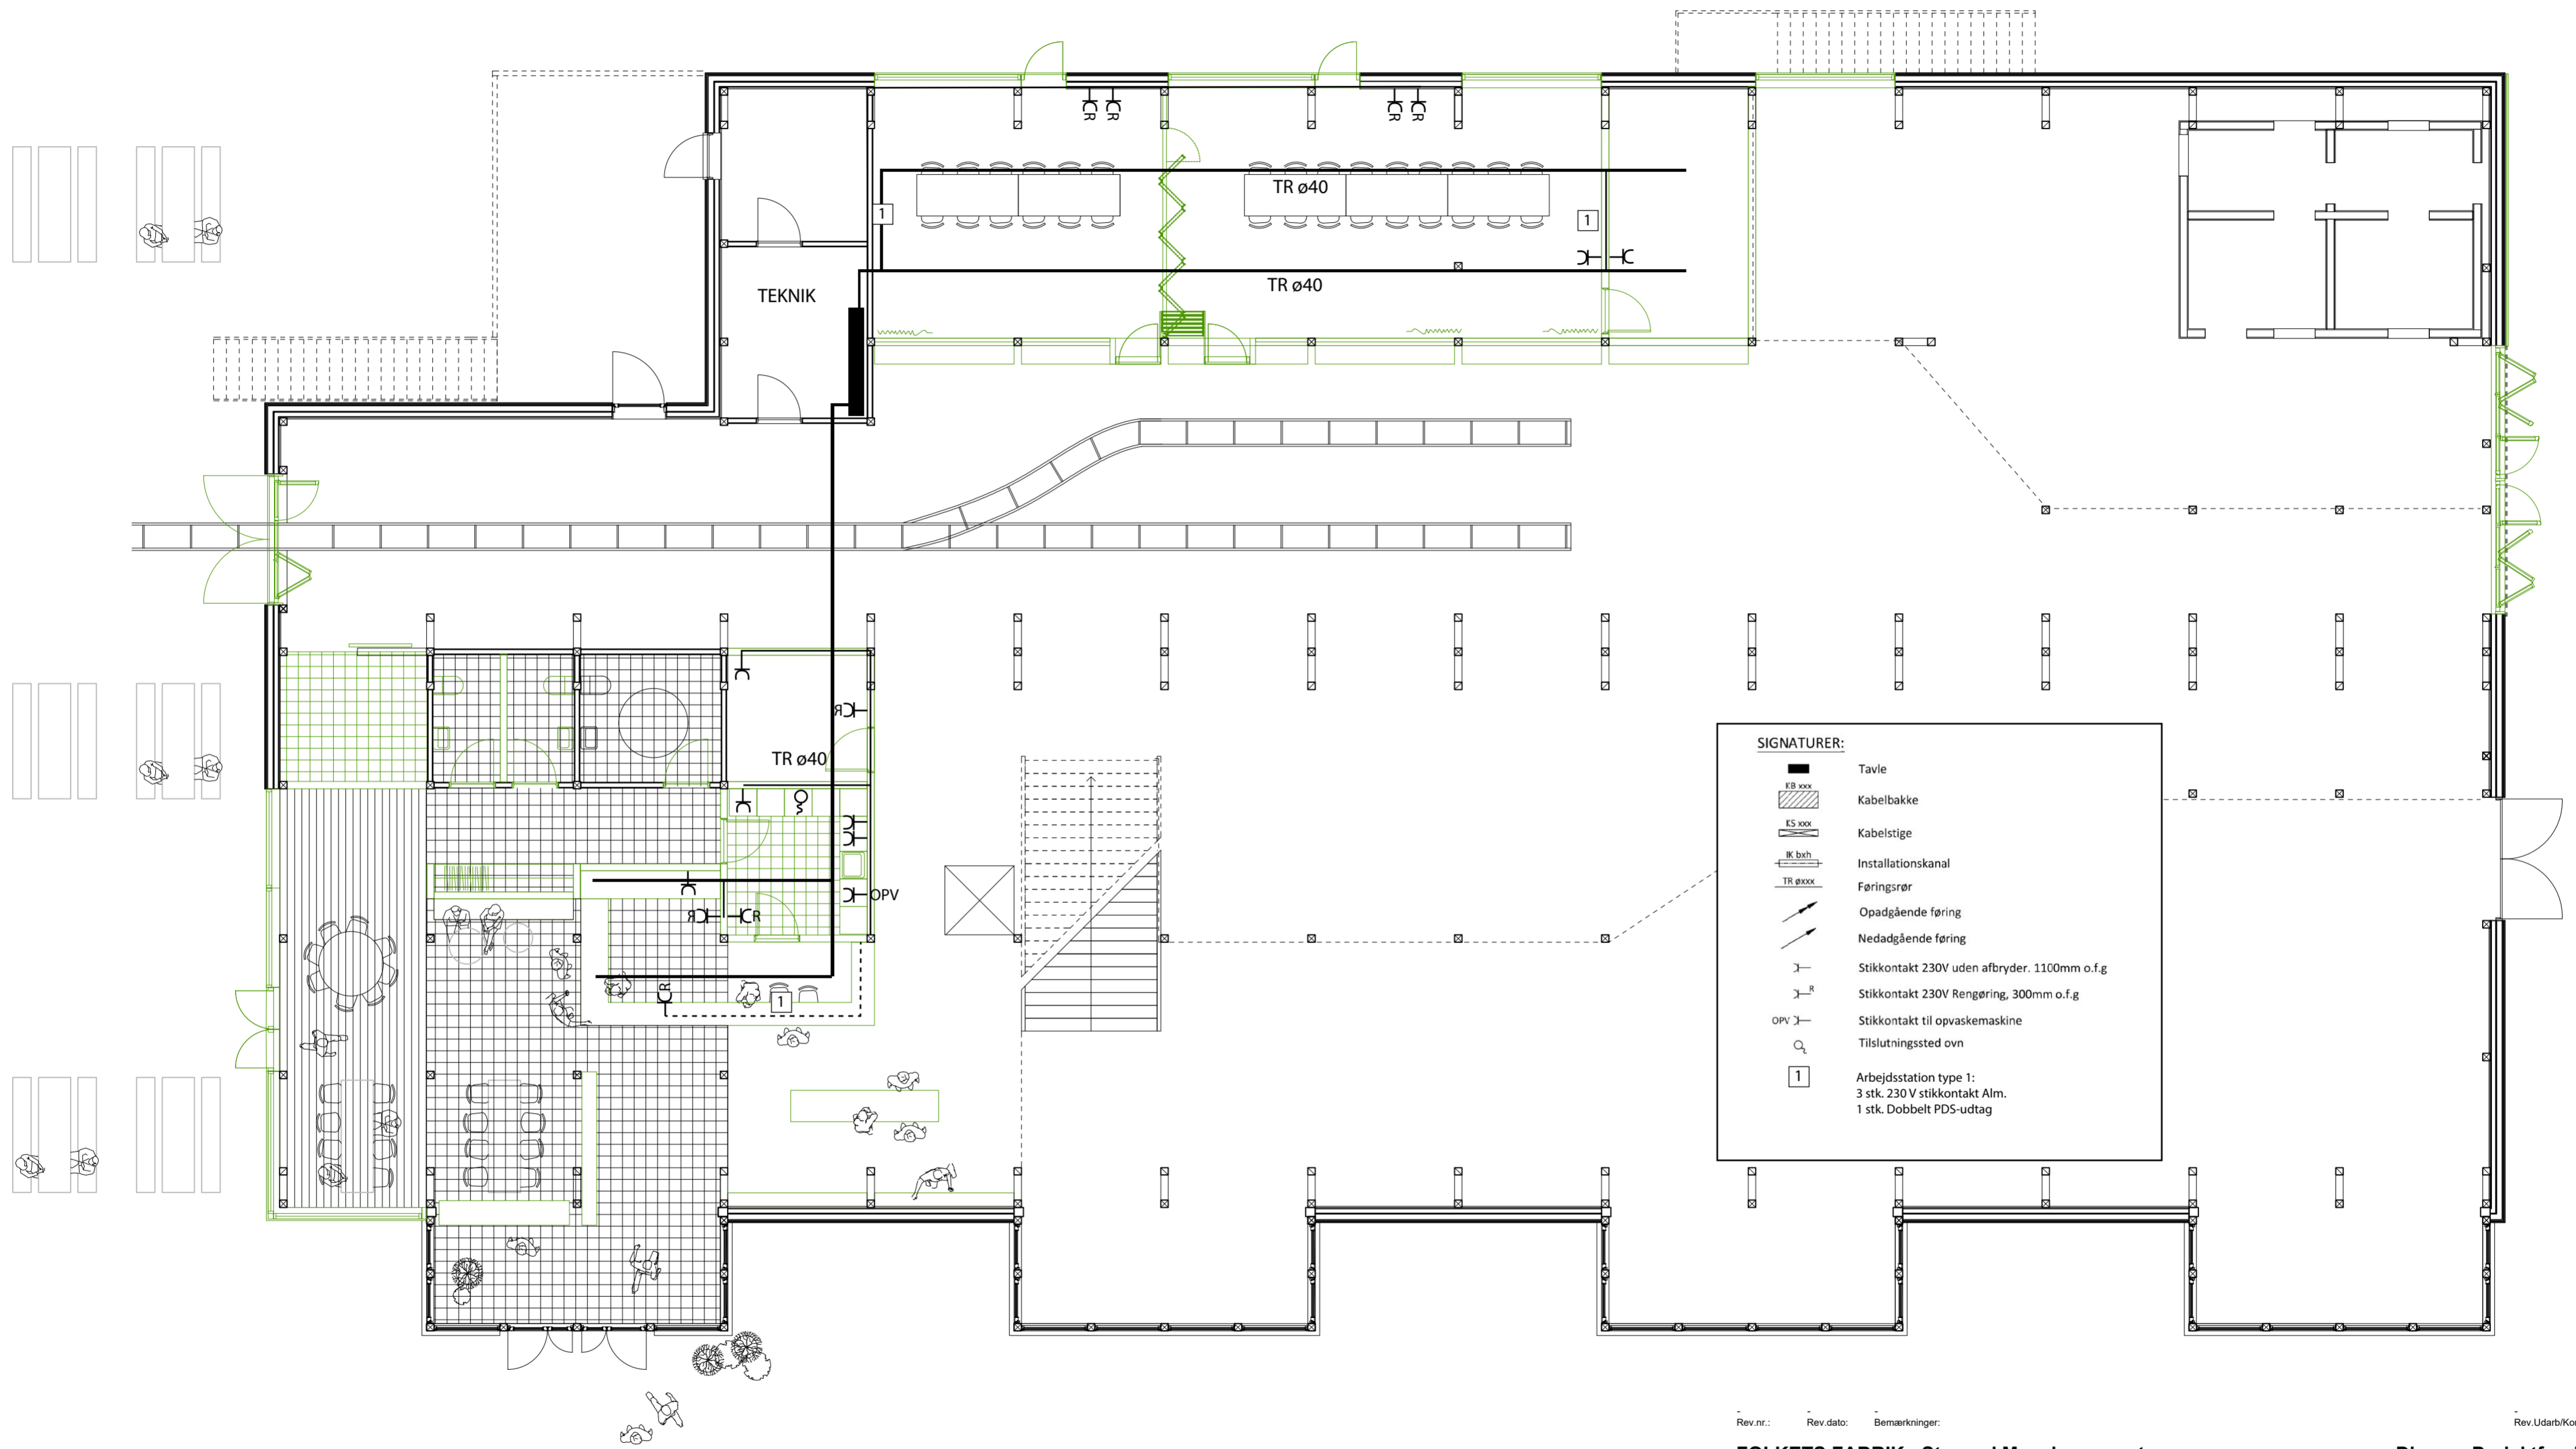 R R
R R
TR ø40
1
1
TEKNIK
TR ø40
R
TR ø40
OPV
R R
R
1
SIGNATURER:
Tavle
KB xxx
Kabelbakke
KS xxx
Kabelstige
IK bxh
Installationskanal
TR øxxx
Føringsrør
Opadgående føring
Nedadgående føring
Stikkontakt 230V uden afbryder. 1100mm o.f.g
R
Stikkontakt 230V Rengøring, 300mm o.f.g
OPV
Stikkontakt til opvaskemaskine
Tilslutningssted ovn
1
Arbejdsstation type 1:
3 stk. 230 V stikkontakt Alm.
1 stk. Dobbelt PDS-udtag
- - - -
Rev.nr.: Rev.dato: Bemærkninger: Rev.Udarb/Kon